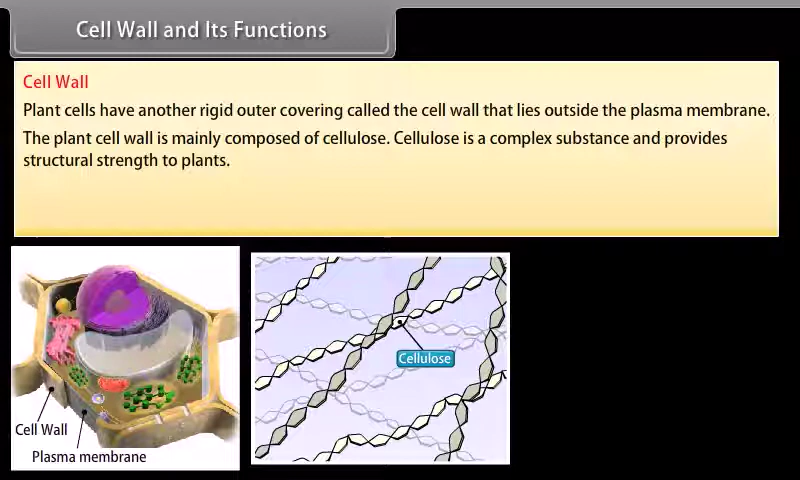 Cell Wall and Its Functions
Cell Wall
Plant cells have another rigid outer covering called the cell wall that lies outside the plasma membrane.
The plant cell wall is mainly composed of cellulose. Cellulose is a complex substance and provides
structural strength to plants.
Cellulose
Cell Wall
Plasma membrane